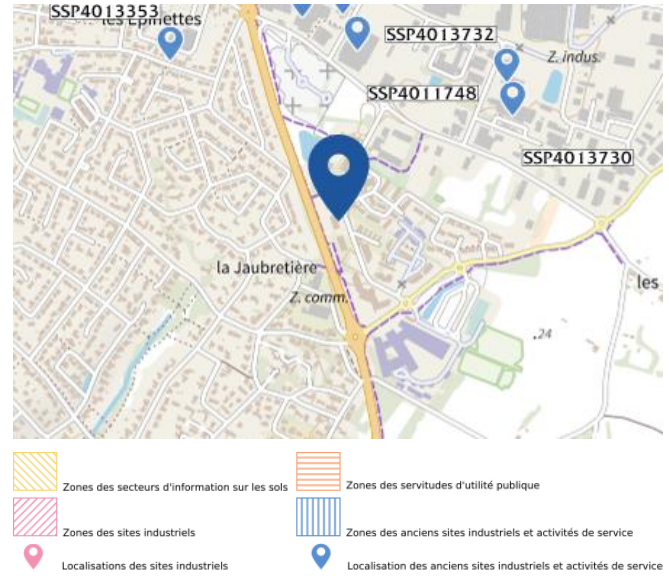 SSP4013353
les Épinettes
SSP4013732
Z. indus.
SSP4011748
SSP4013730
la Jaubretière
Z. comm.
les
.24
Zones des secteurs d'information sur les sols
Zones des servitudes d'utilité publique
Zones des sites industriels
Zones des anciens sites industriels et activités de service
Localisations des sites industriels
Localisation des anciens sites industriels et activités de service